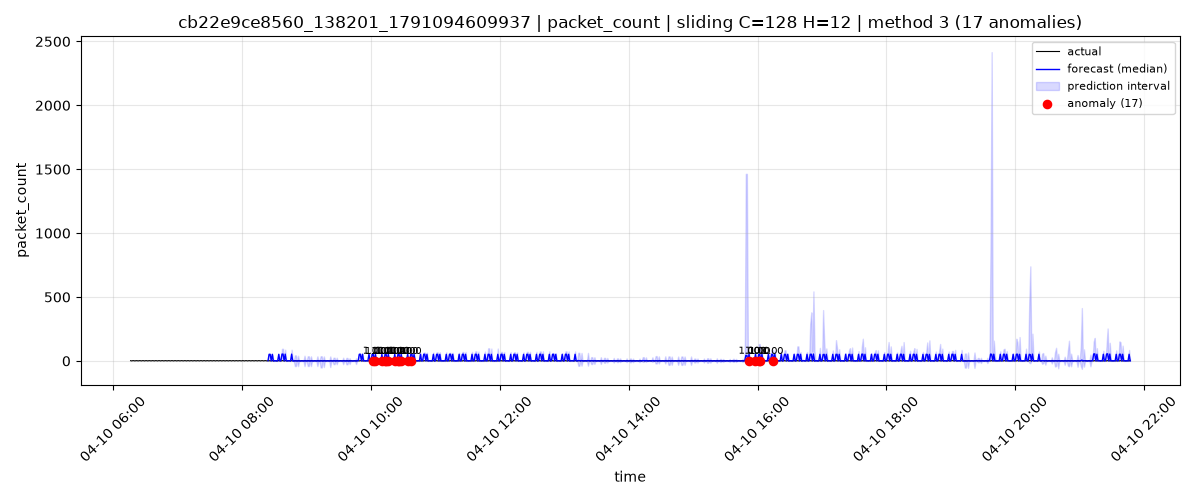 cb22e9ce8560_138201_1791094609937 | packet_count | sliding C=128 H=12 | method 3 (17 anomalies)
actual
forecast (median)
prediction interval
anomaly (17)
packet_count
2500
2000
1500
1000
500
0
04-10 06:00
04-10 08:00
04-10 10:00
04-10 12:00
04-10 14:00
04-10 16:00
04-10 18:00
04-10 20:00
04-10 22:00
time